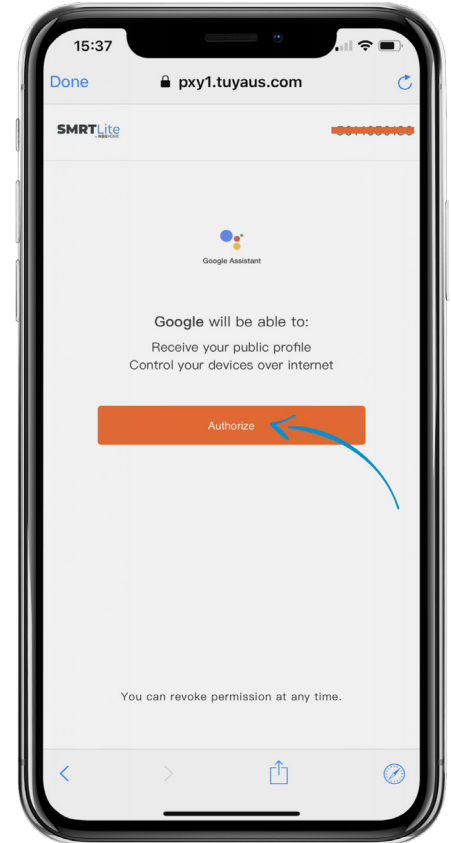 15:37
Done
pxy1.tuyaus.com
SMRTLite
Google Assistant
Google will be able to:
Receive your public profile
Control your devices over internet
Authorize
You can revoke permission at any time.